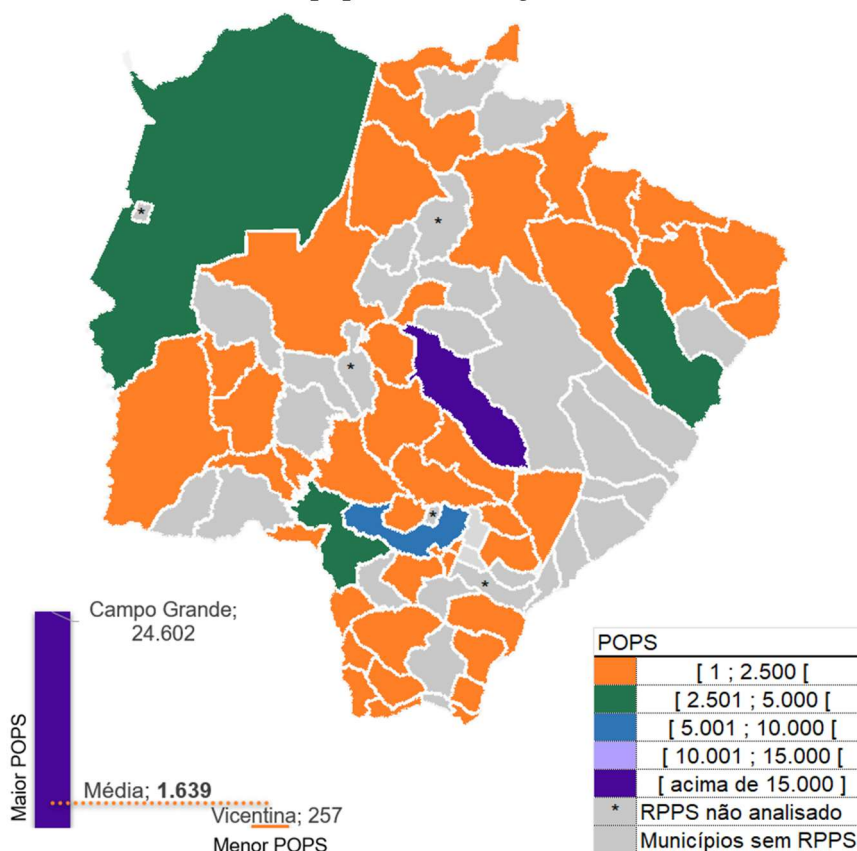 *
*
*
*
*
Campo Grande;
24.602
Maior POPS
Média; 1.639
Vicentina; 257
Menor POPS
POPS
[ 1 ; 2.500 [
[ 2.501 ; 5.000 [
[ 5.001 ; 10.000 [
[ 10.001 ; 15.000 [
[ acima de 15.000 ]
* RPPS não analisado
Municípios sem RPPS